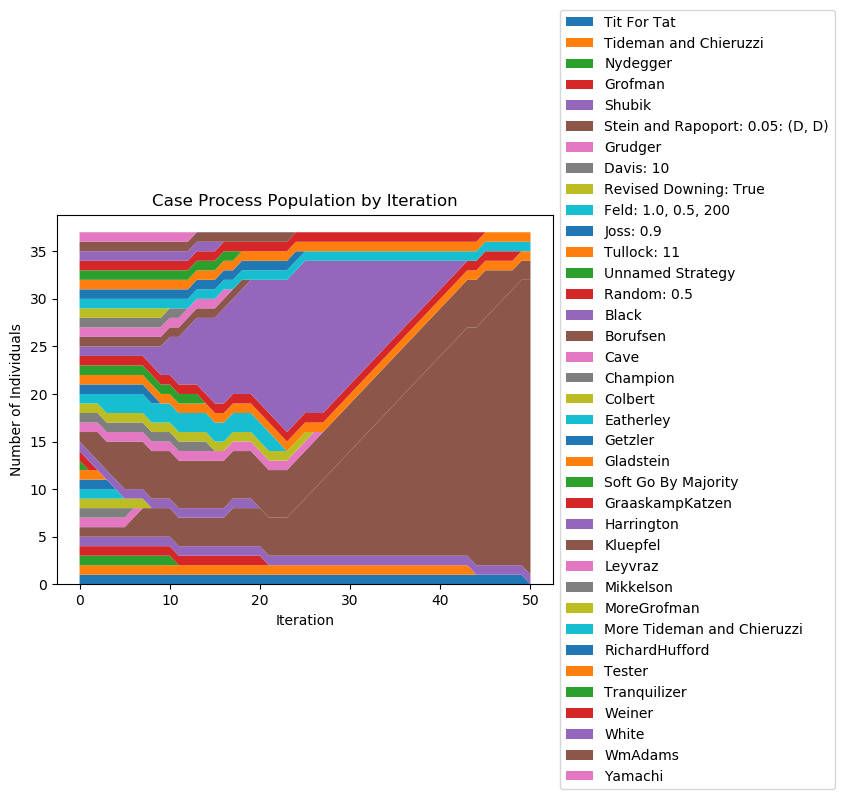 Case Process Population by Iteration
Number of Individuals
35
30
25
20
15
10
5
0
0
10
20
30
40
50
Iteration
Tit For Tat
Tideman and Chieruzzi
Nydegger
Grofman
Shubik
Stein and Rapoport: 0.05: (D, D)
Grudger
Davis: 10
Revised Downing: True
Feld: 1.0, 0.5, 200
Joss: 0.9
Tullock: 11
Unnamed Strategy
Random: 0.5
Black
Borufsen
Cave
Champion
Colbert
Eatherley
Getzler
Gladstein
Soft Go By Majority
GraaskampKatzen
Harrington
Kluepfel
Leyvraz
Mikkelson
MoreGrofman
More Tideman and Chieruzzi
RichardHufford
Tester
Tranquilizer
Weiner
White
WmAdams
Yamachi